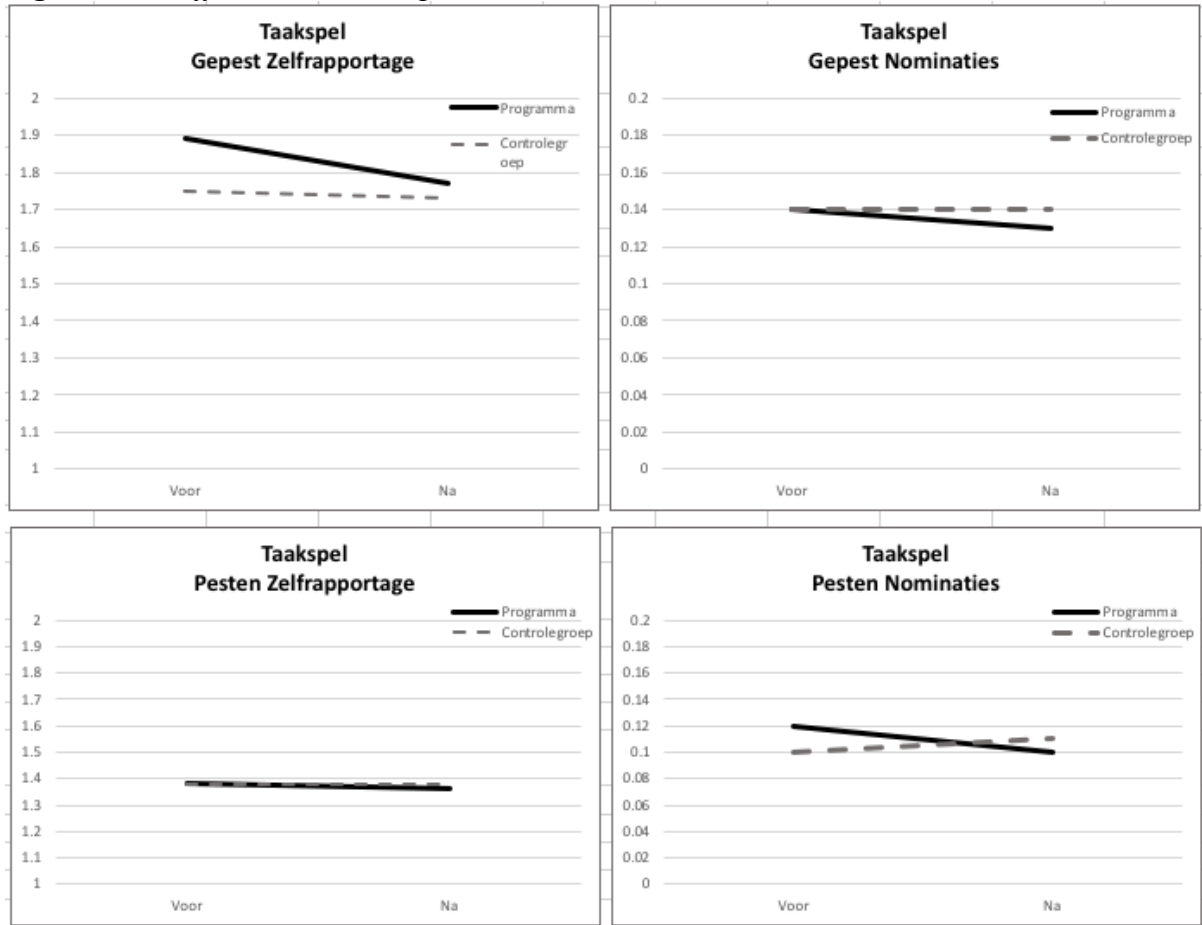 Taakspel
Gepest Zelfrapportage
Programma
Controlegr
oep
2
1.9
1.8
1.7
1.6
1.5
1.4
1.3
1.2
1.1
1
Voor Na
Taakspel
Gepest Nominaties
Programma
Controlegroep
0.2
0.18
0.16
0.14
0.12
0.1
0.08
0.06
0.04
0.02
0
Voor Na
Taakspel
Pesten Zelfrapportage
Programma
Controlegroep
2
1.9
1.8
1.7
1.6
1.5
1.4
1.3
1.2
1.1
1
Voor Na
Taakspel
Pesten Nominaties
Programma
Controlegroep
0.2
0.18
0.16
0.14
0.12
0.1
0.08
0.06
0.04
0.02
0
Voor Na